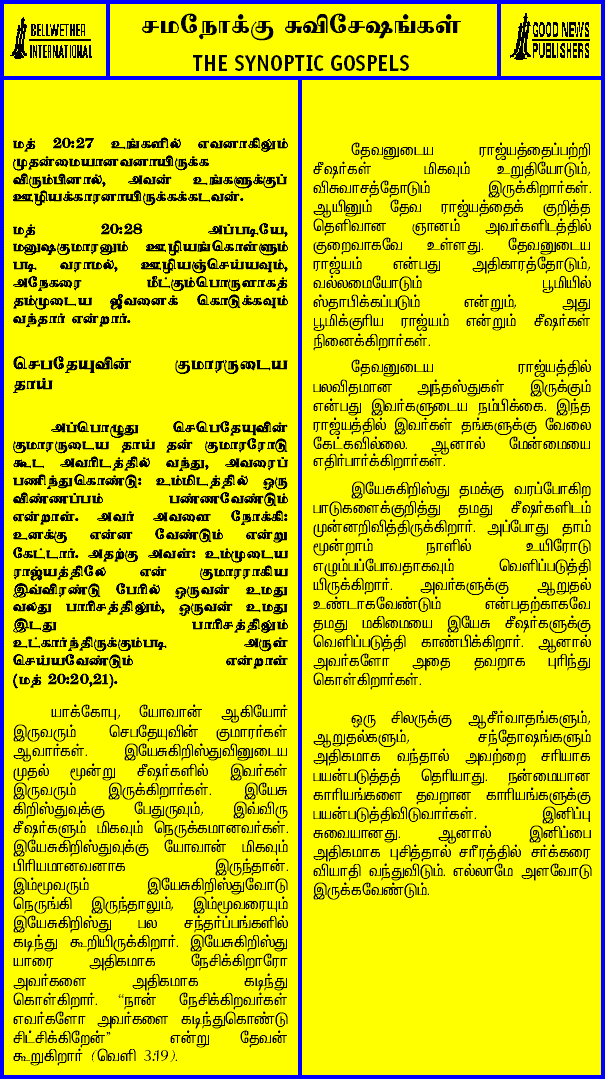 BELLWETHER
INTERNATIONAL
சமநோக்கு சுவிசேஷங்கள்
THE SYNOPTIC GOSPELS
GOOD NEWS
PUBLISHERS
மத் 20:27 உங்களில் எவனாகிலும்
முதன்மையானவனாயிருக்க
விரும்பினால், அவன் உங்களுக்குப்
ஊழியக்காரனாயிருக்கக்கடவன்.
மத் 20:28 அப்படியே,
மனுஷகுமாரனும் ஊழியங்கொள்ளும்
படி வராமல், ஊழியஞ்செய்யவும்,
அநேகரை மீட்கும்பொருளாகத்
தம்முடைய ஜீவனைக் கொடுக்கவும்
வந்தார் என்றார்.
செபதேயுவின் குமாரருடைய
தாய்
அப்பொழுது செபெதேயுவின்
குமாரருடைய தாய் தன் குமாரரோடு
கூட அவரிடத்தில் வந்து, அவரைப்
பணிந்துகொண்டு: உம்மிடத்தில் ஒரு
விண்ணப்பம் பண்ணவேண்டும்
என்றாள். அவர் அவளை நோக்கி:
உனக்கு என்ன வேண்டும் என்று
கேட்டார். அதற்கு அவள்: உம்முடைய
ராஜ்யத்திலே என் குமாரராகிய
இவ்விரண்டு பேரில் ஒருவன் உமது
வலது பாரிசத்திலும், ஒருவன் உமது
இடது பாரிசத்திலும்
உட்கார்ந்திருக்கும்படி அருள்
செய்யவேண்டும் என்றாள்
(மத் 20:20,21).
யாக்கோபு, யோவான் ஆகியோர்
இருவரும் செபதேயுவின் குமாரர்கள்
ஆவார்கள். இயேசுகிறிஸ்துவினுடைய
முதல் மூன்று சீஷர்களில் இவர்கள்
இருவரும் இருக்கிறார்கள். இயேசு
கிறிஸ்துவுக்கு பேதுருவும், இவ்விரு
சீஷர்களும் மிகவும் நெருக்கமானவர்கள்.
இயேசுகிறிஸ்துவுக்கு யோவான் மிகவும்
பிரியமானவனாக இருந்தான்.
இம்மூவரும் இயேசுகிறிஸ்துவோடு
நெருங்கி இருந்தாலும், இம்மூவரையும்
இயேசுகிறிஸ்து பல சந்தர்ப்பங்களில்
கடிந்து கூறியிருக்கிறார். இயேசுகிறிஸ்து
யாரை அதிகமாக நேசிக்கிறாரோ
அவர்களை அதிகமாக கடிந்து
கொள்கிறார். "நான் நேசிக்கிறவர்கள்
எவர்களோ அவர்களை கடிந்துகொண்டு
சிட்சிக்கிறேன்" என்று தேவன்
கூறுகிறார் (வெளி 3:19).
தேவனுடைய ராஜ்யத்தைப்பற்றி
சீஷர்கள் மிகவும் உறுதியோடும்,
விசுவாசத்தோடும் இருக்கிறார்கள்.
ஆயினும் தேவ ராஜ்யத்தைக் குறித்த
தெளிவான ஞானம் அவர்களிடத்தில்
குறைவாகவே உள்ளது. தேவனுடைய
ராஜ்யம் என்பது அதிகாரத்தோடும்,
வல்லமையோடும் பூமியில்
ஸ்தாபிக்கப்படும் என்றும், அது
பூமிக்குரிய ராஜ்யம் என்றும் சீஷர்கள்
நினைக்கிறார்கள்.
தேவனுடைய ராஜ்யத்தில்
பலவிதமான அந்தஸ்துகள் இருக்கும்
என்பது இவர்களுடைய நம்பிக்கை. இந்த
ராஜ்யத்தில் இவர்கள் தங்களுக்கு வேலை
கேட்கவில்லை. ஆனால் மேன்மையை
எதிர்பார்க்கிறார்கள்.
இயேசுகிறிஸ்து தமக்கு வரப்போகிற
பாடுகளைக்குறித்து தமது சீஷர்களிடம்
முன்னறிவித்திருக்கிறார். அப்போது தாம்
மூன்றாம் நாளில் உயிரோடு
எழும்பப்போவதாகவும் வெளிப்படுத்தி
யிருக்கிறார். அவர்களுக்கு ஆறுதல்
உண்டாகவேண்டும் என்பதற்காகவே
தமது மகிமையை இயேசு சீஷர்களுக்கு
வெளிப்படுத்தி காண்பிக்கிறார். ஆனால்
அவர்களோ அதை தவறாக புரிந்து
கொள்கிறார்கள்.
ஒரு சிலருக்கு ஆசீர்வாதங்களும்,
ஆறுதல்களும், சந்தோஷங்களும்
அதிகமாக வந்தால் அவற்றை சரியாக
பயன்படுத்தத் தெரியாது. நன்மையான
காரியங்களை தவறான காரியங்களுக்கு
பயன்படுத்திவிடுவார்கள். இனிப்பு
சுவையானது. ஆனால் இனிப்பை
அதிகமாக புசித்தால் சரீரத்தில் சர்க்கரை
வியாதி வந்துவிடும். எல்லாமே அளவோடு
இருக்கவேண்டும்.